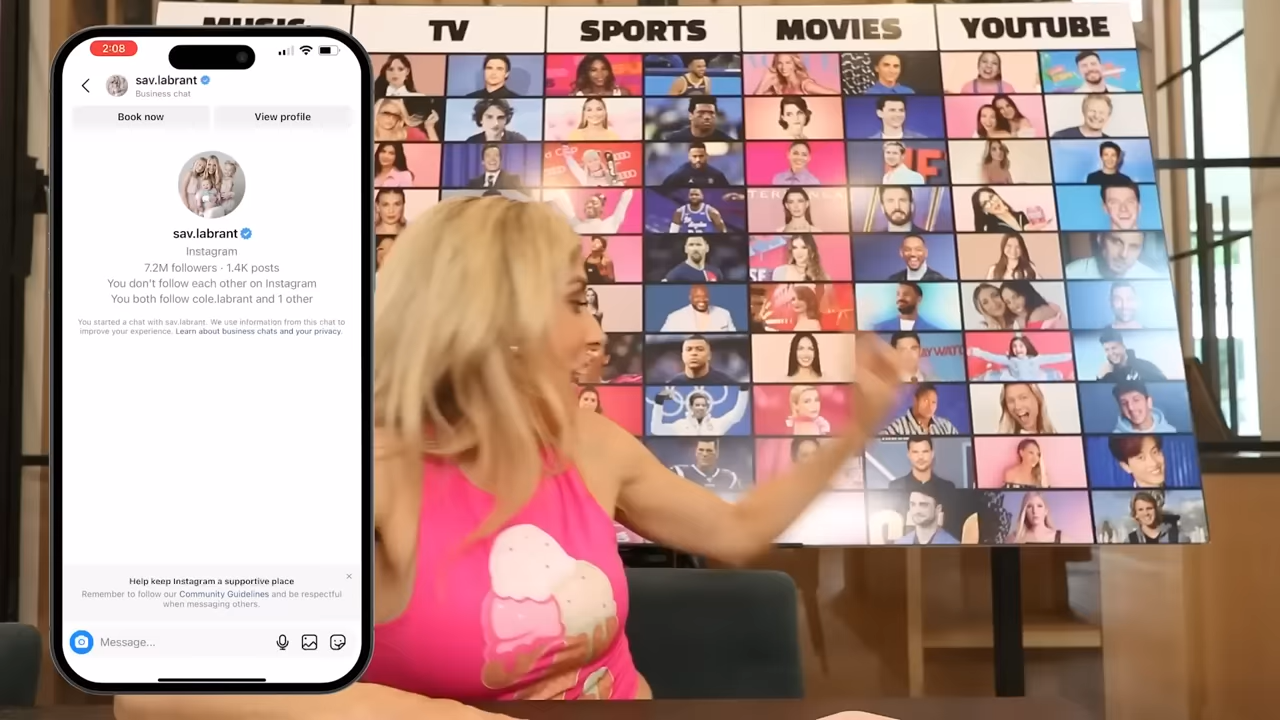 MUSIC
TV
SPORTS
MOVIES
YOUTUBE
2:08
sav.labrant
Business chat
Book now
View profile
sav.labrant
Instagram
7.2M followers · 1.4K posts
You don't follow each other on Instagram
You both follow cole.labrant and 1 other
You started a chat with sav.labrant. We use information from this chat to
improve your experience. Learn about business chats and your privacy.
Help keep Instagram a supportive place
Remember to follow our Community Guidelines and be respectful
when messaging others.
Message...